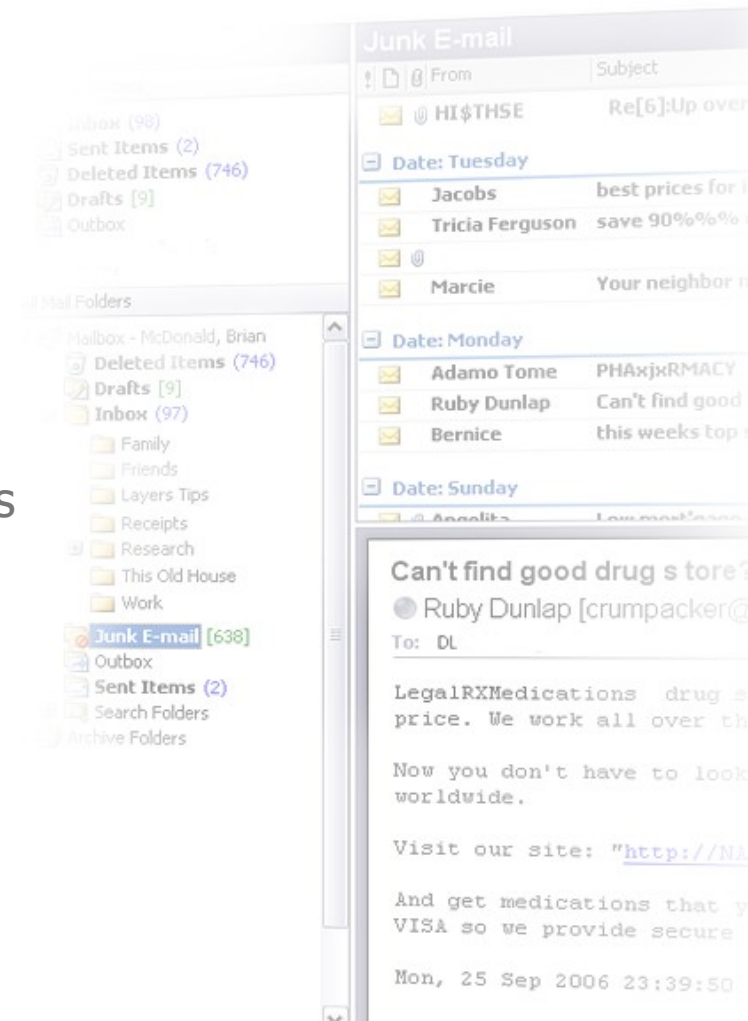 Inbox (98)
Sent Items (2)
Deleted Items (746)
Drafts [9]
Outbox
Mail Folders
Mailbox - McDonald, Brian
Deleted Items (746)
Drafts [9]
Inbox (97)
Family
Friends
Layers Tips
Receipts
Research
This Old House
Work
Junk E-mail [638]
Outbox
Sent Items (2)
Search Folders
Archive Folders
s
Junk E-mail
! From Subject
HI$THSE Re[6]:Up over
Date: Tuesday
Jacobs best prices for
Tricia Ferguson save 90%%%
Marcie Your neighbor
Date: Monday
Adamo Tome PHAxjxRMACY
Ruby Dunlap Can't find good
Bernice this weeks top
Date: Sunday
Angelita
Can't find good drug s tore?
Ruby Dunlap [crumpacker@
To: DL
LegalRXMedications drug s
price. We work all over th
Now you don't have to look
worldwide.
Visit our site: "http://NA
And get medications that y
VISA so we provide secure
Mon, 25 Sep 2006 23:39:50